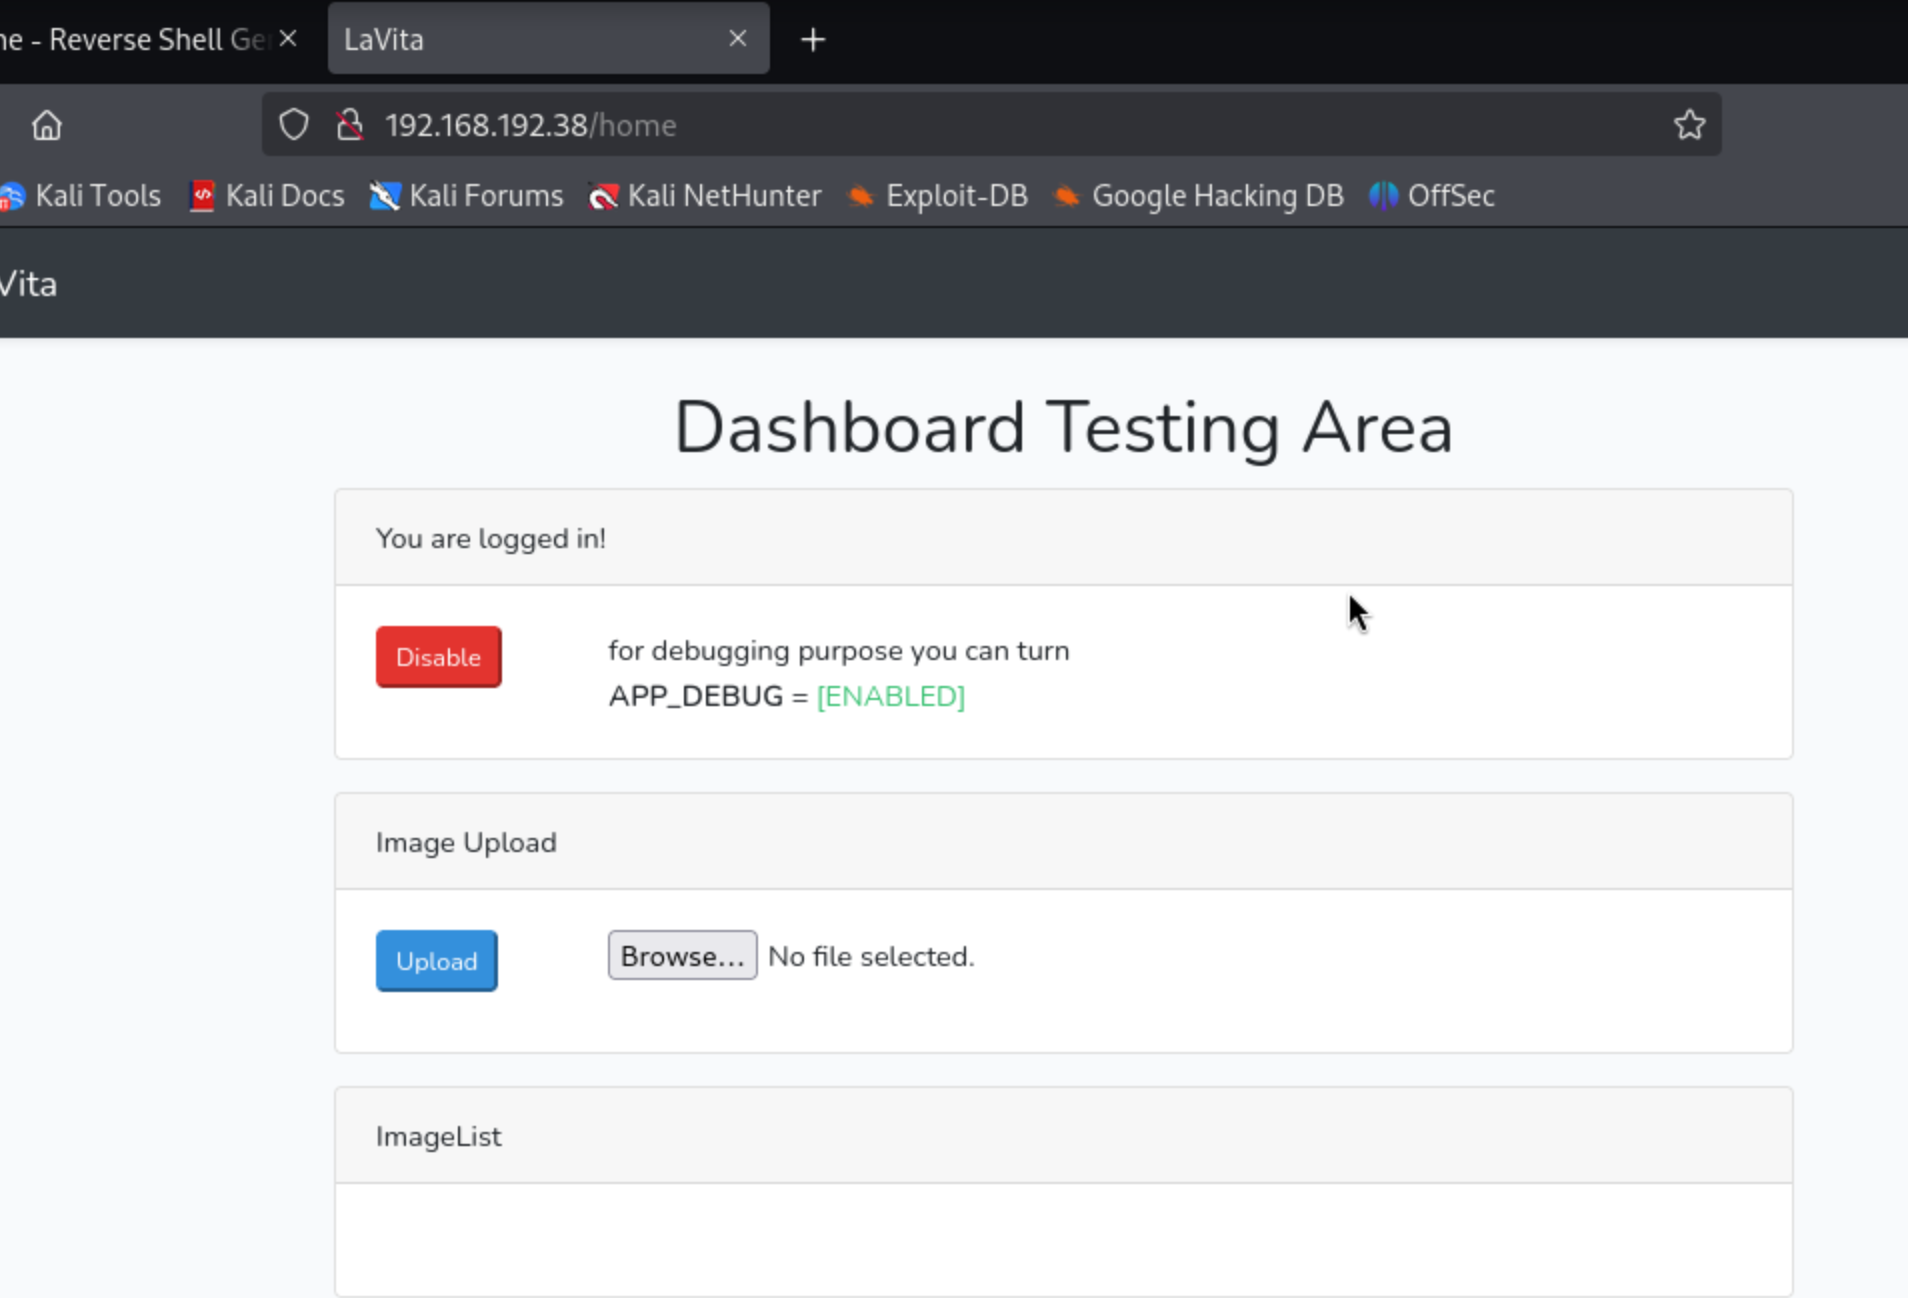 ne - Reverse Shell Ge
LaVita
192.168.192.38/home
Kali Tools Kali Docs Kali Forums Kali NetHunter Exploit-DB Google Hacking DB OffSec
Vita
Dashboard Testing Area
You are logged in!
Disable
for debugging purpose you can turn
APP_DEBUG = [ENABLED]
Image Upload
Upload
Browse... No file selected.
ImageList